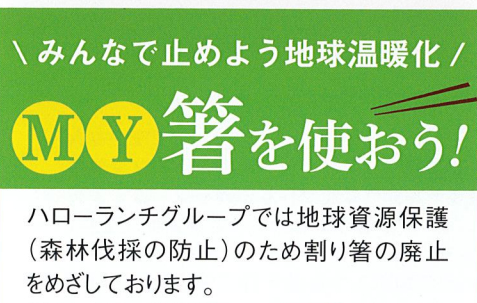 \ みんなで止めよう地球温暖化 /
MY箸を使おう!
ハローランチグループでは地球資源保護
(森林伐採の防止)のため割り箸の廃止
をめざしております。